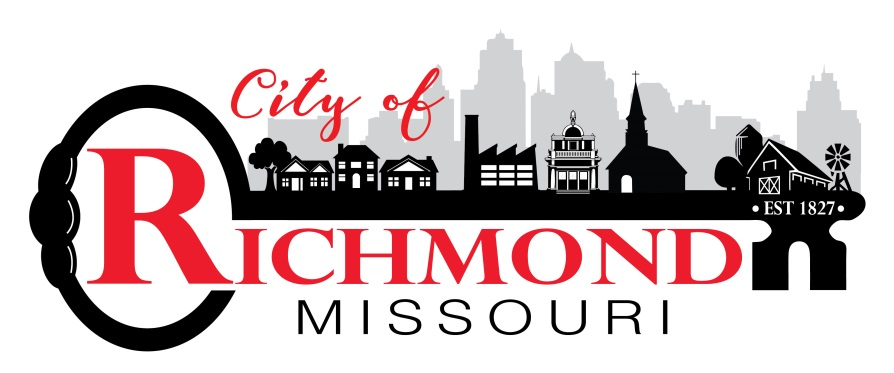 City of
RICHMOND
• EST 1827 •
MISSOURI